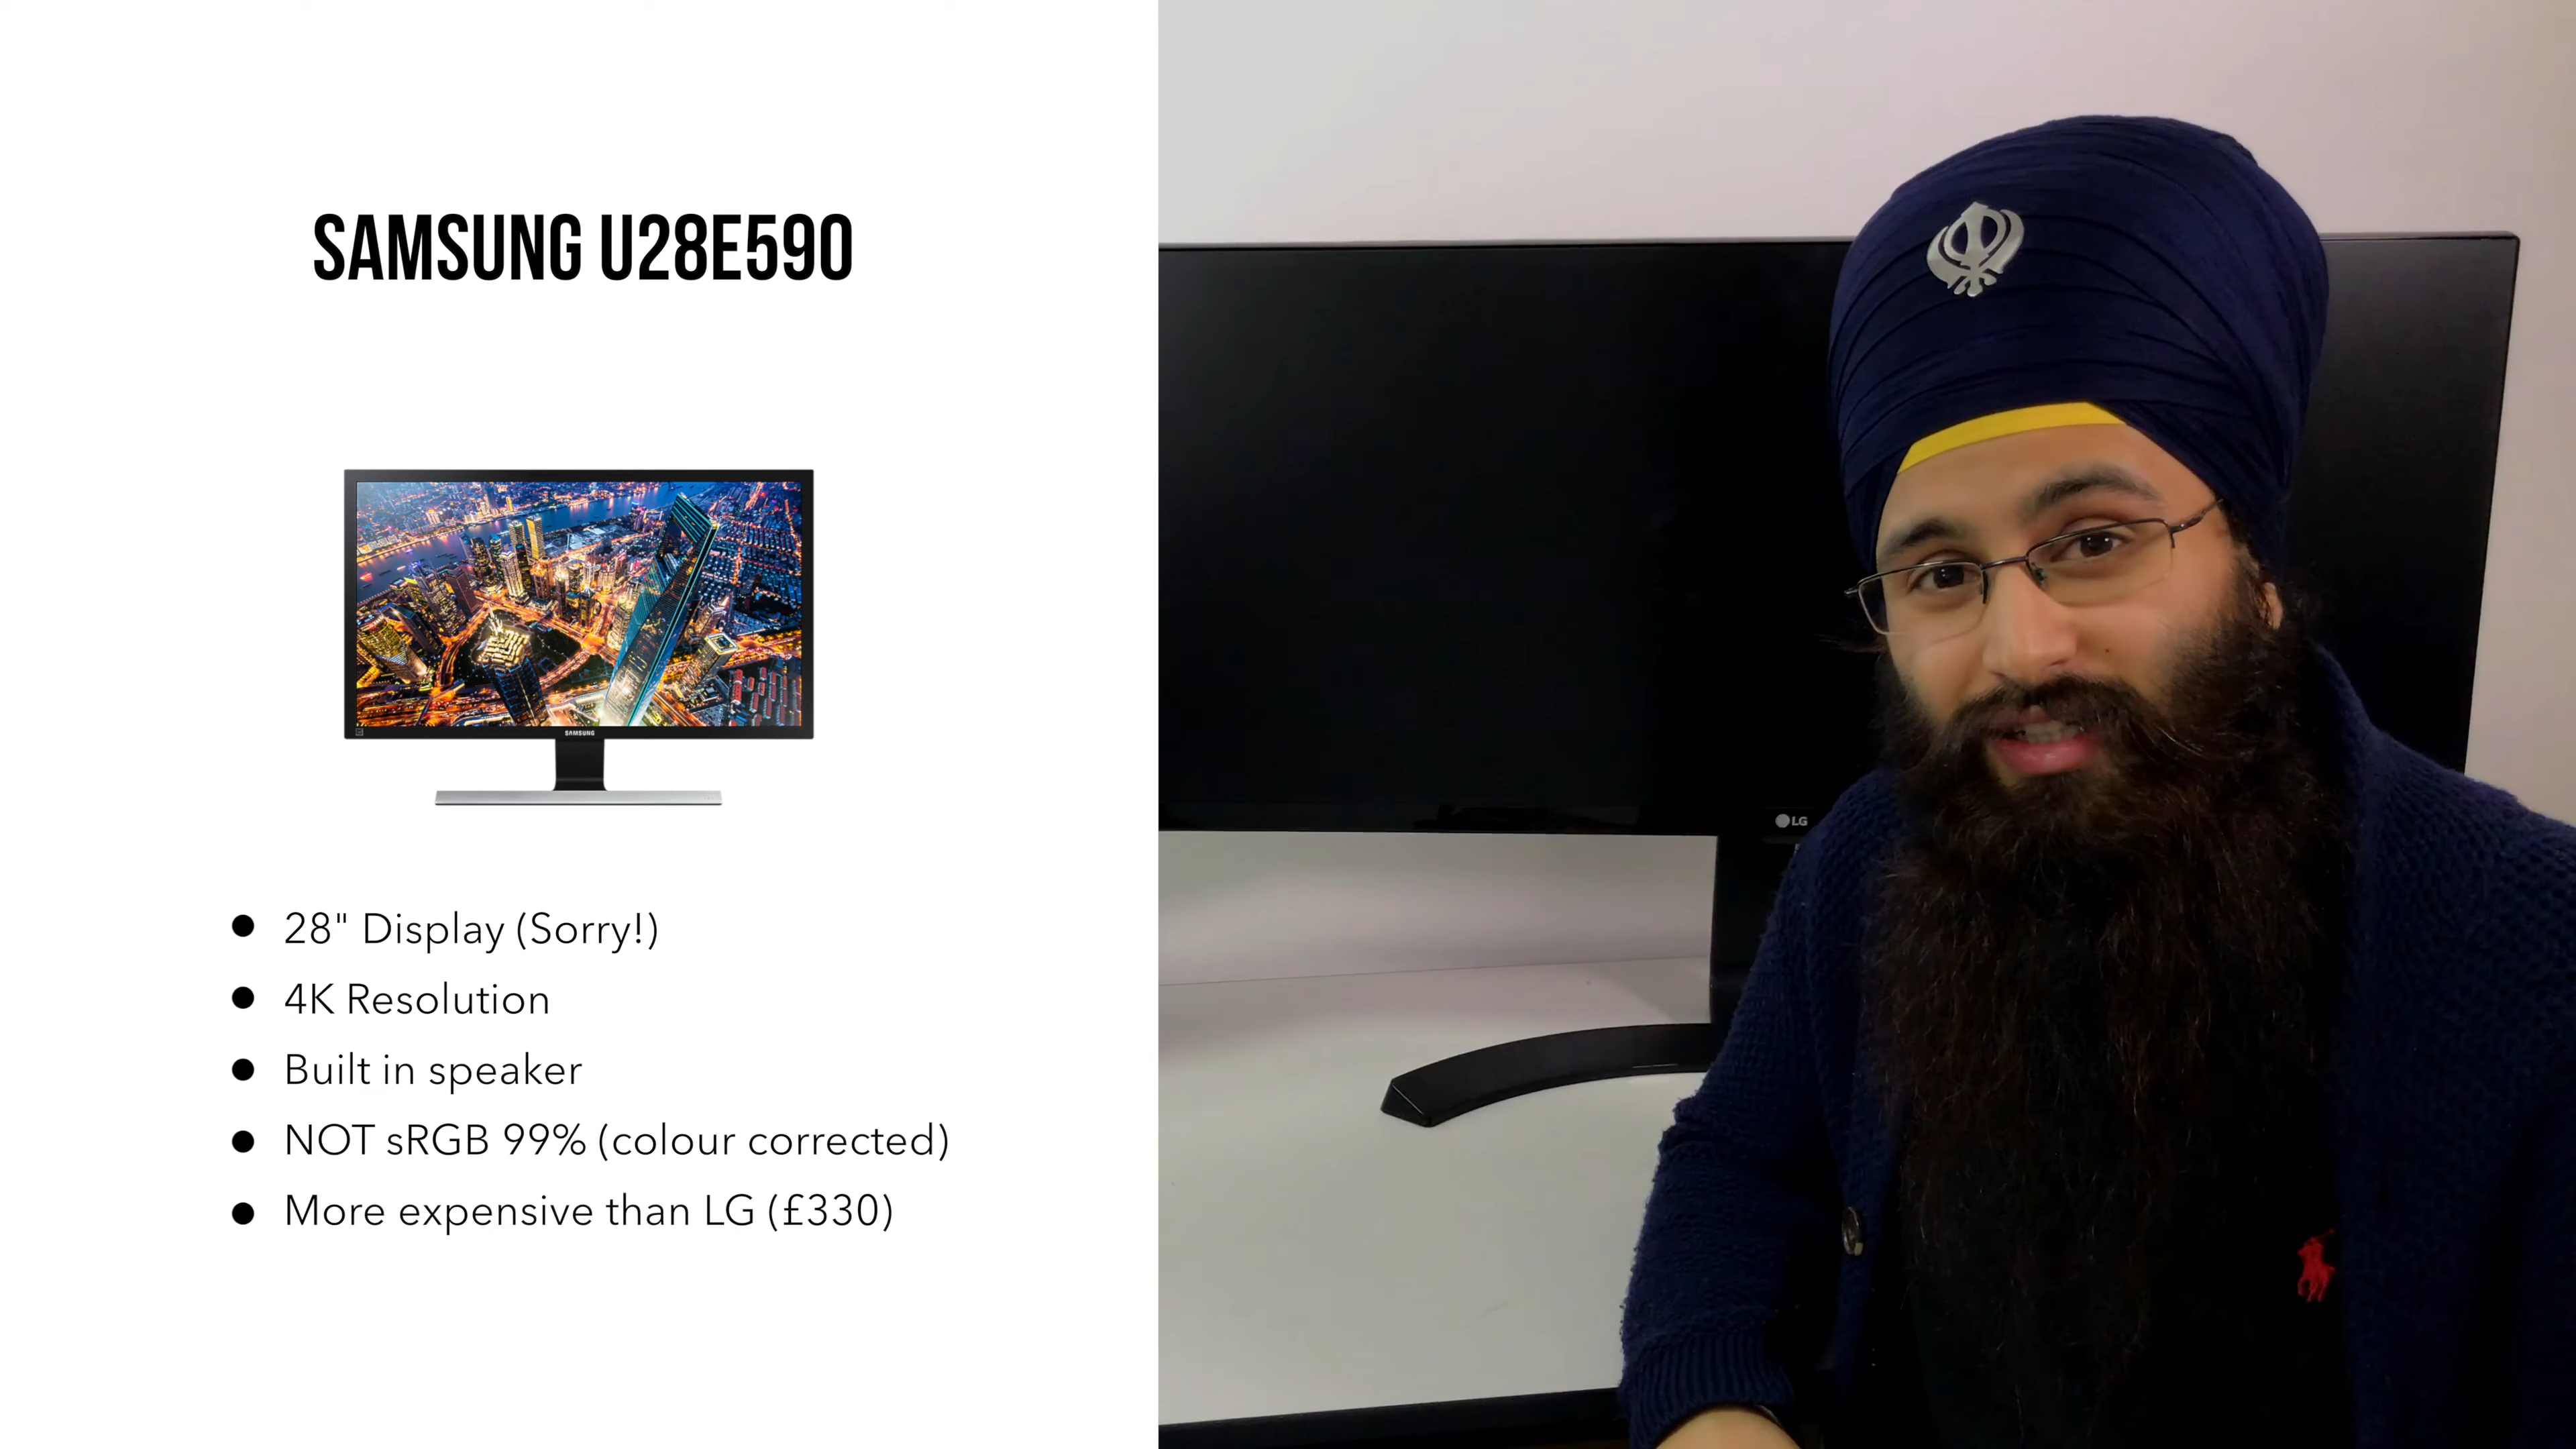 SAMSUNG U28E590
SAMSUNG
28" Display (Sorry!)
4K Resolution
Built in speaker
NOT sRGB 99% (colour corrected)
More expensive than LG (£330)
LG